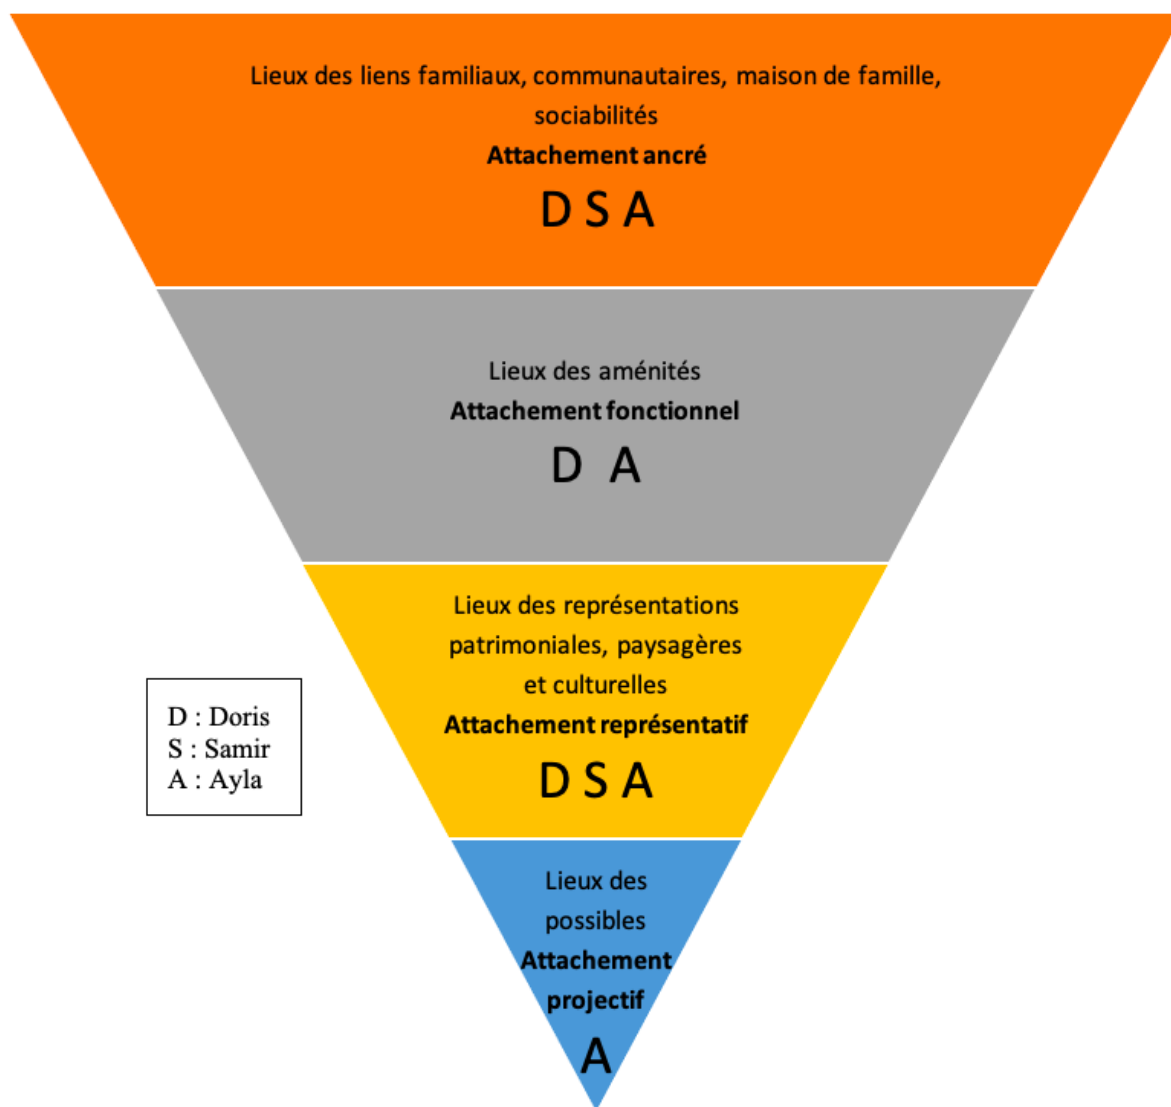 Lieux des liens familiaux, communautaires, maison de famille,
sociabilités
Attachement ancré
D S A
Lieux des aménités
Attachement fonctionnel
D A
Lieux des représentations
patrimoniales, paysagères
et culturelles
Attachement représentatif
D S A
D : Doris
S : Samir
A : Ayla
Lieux des
possibles
Attachement
projectif
A